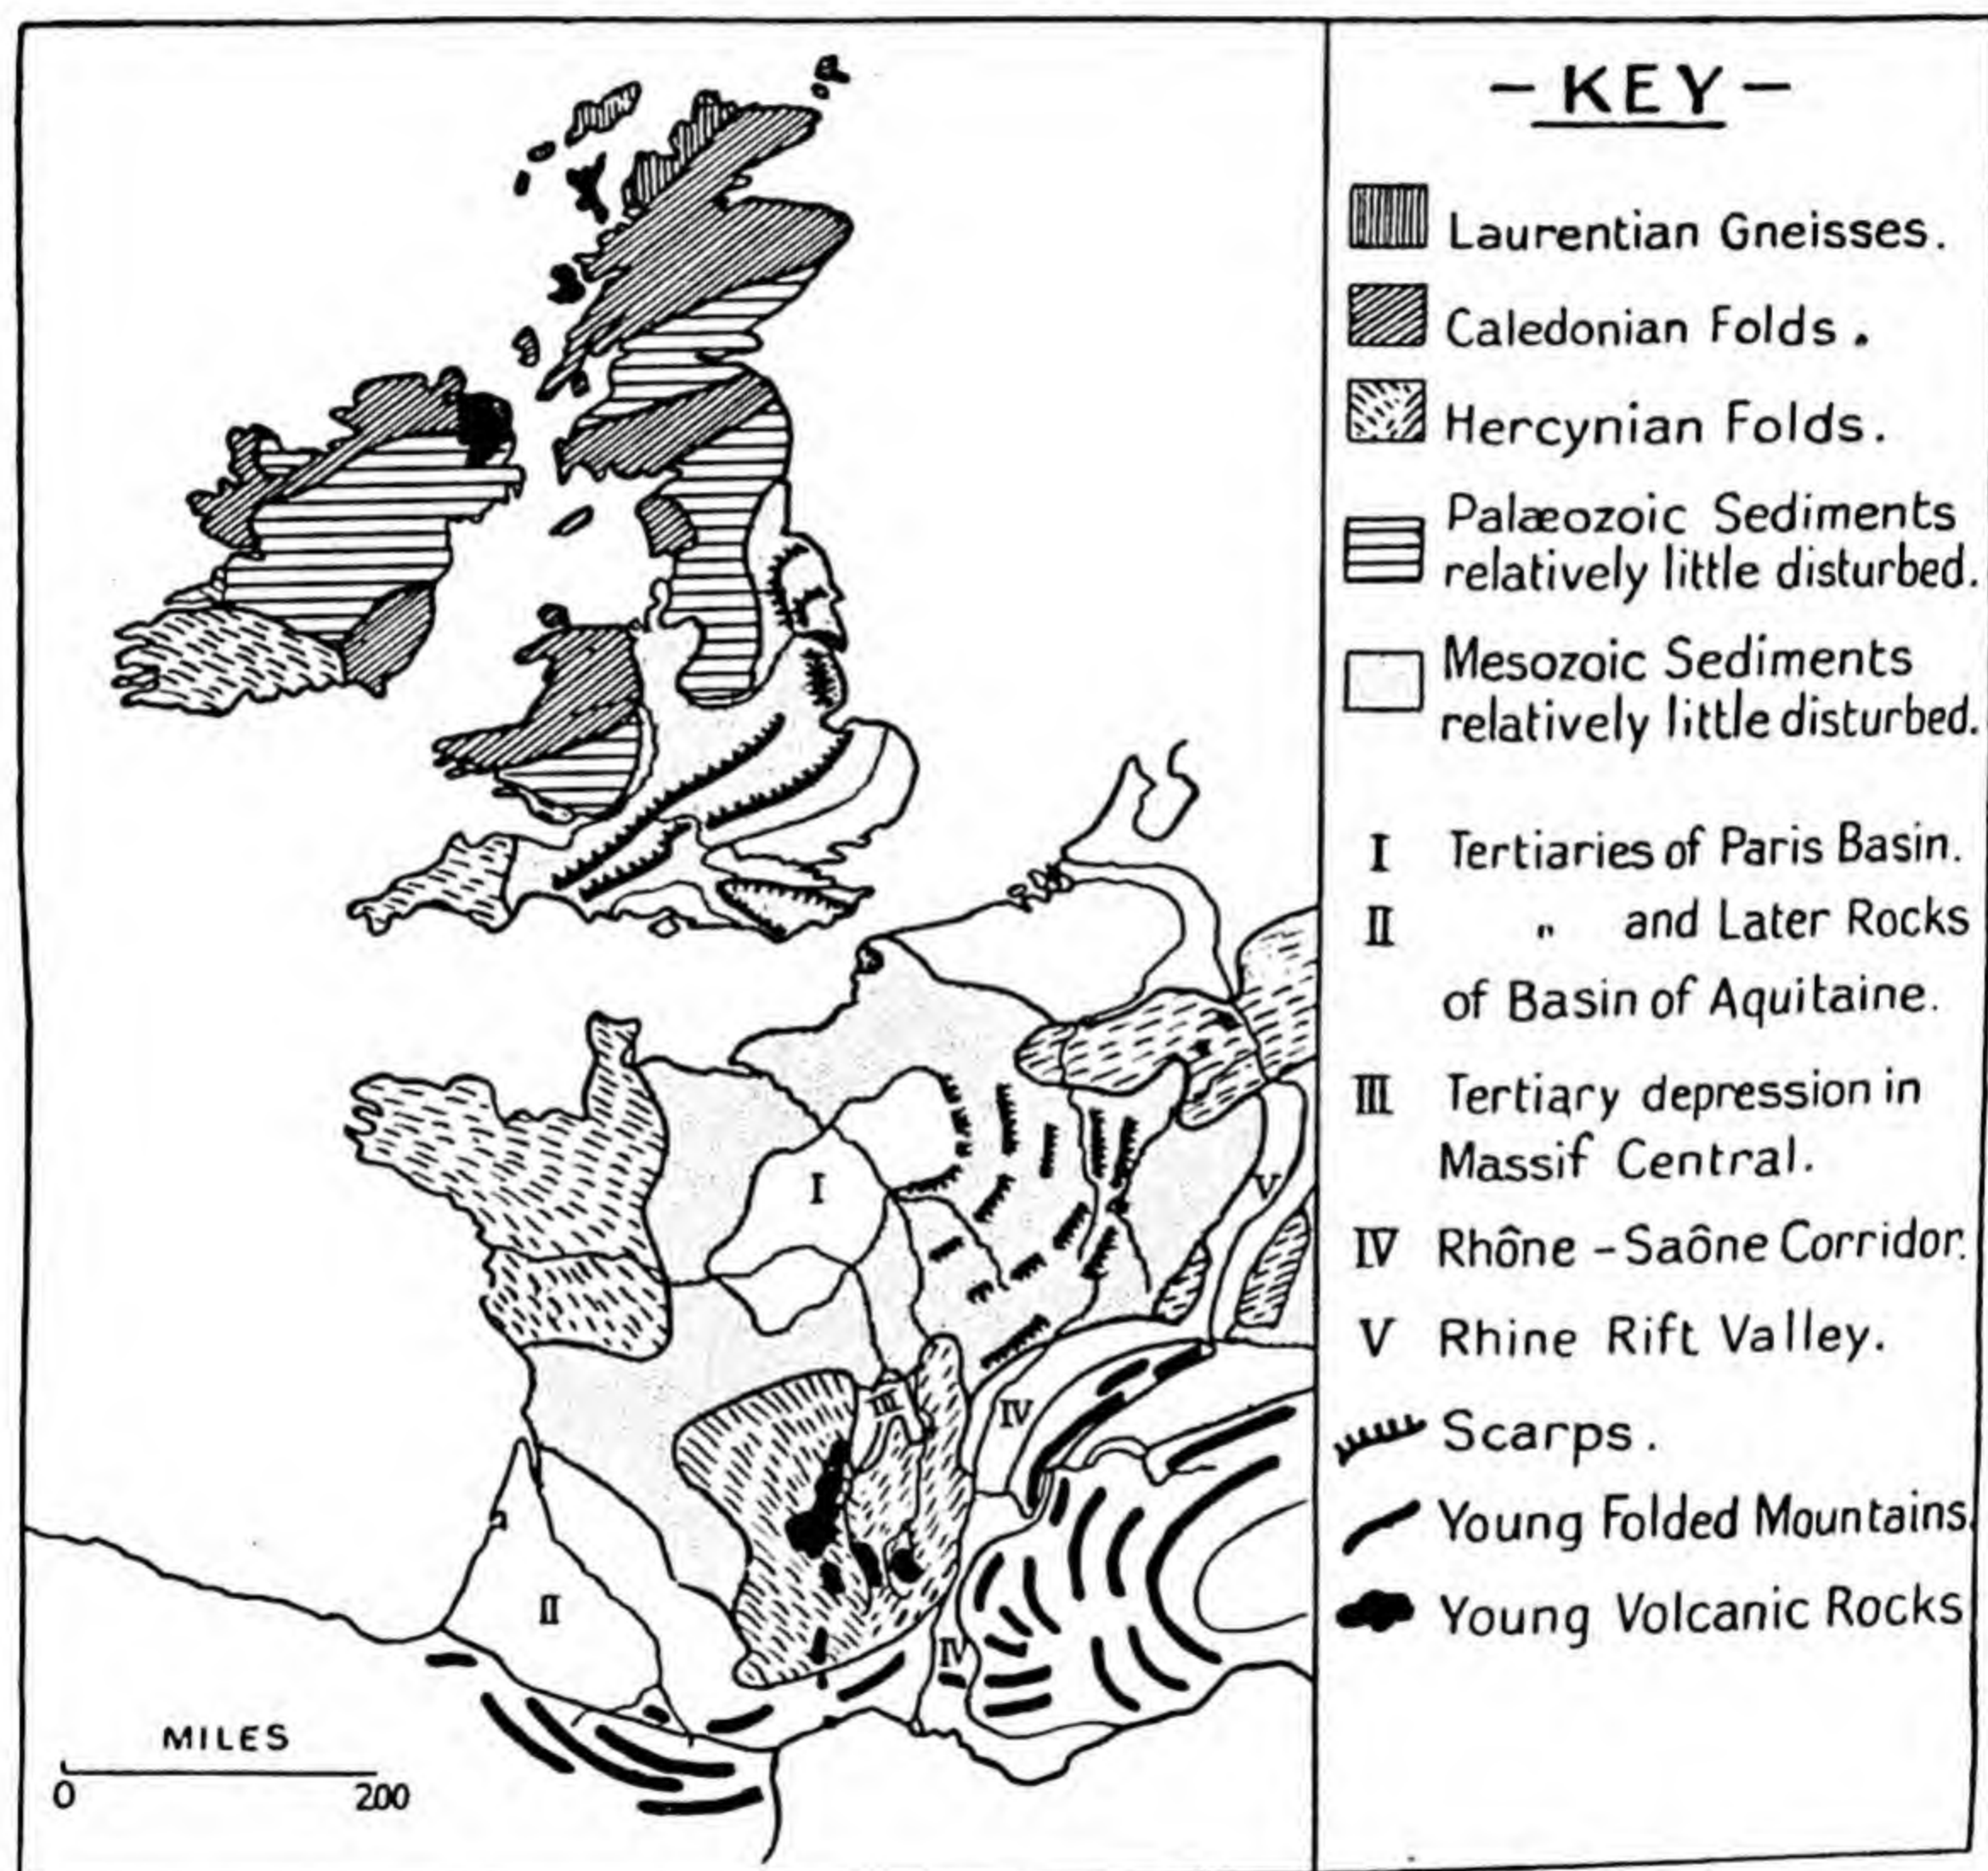 I
V
III
IV
II
IV
MILES
0 200
– KEY –
Laurentian Gneisses.
Caledonian Folds.
Hercynian Folds.
Palæozoic Sediments
relatively little disturbed.
Mesozoic Sediments
relatively little disturbed.
I Tertiaries of Paris Basin.
II " and Later Rocks
of Basin of Aquitaine.
III Tertiary depression in
Massif Central.
IV Rhône – Saône Corridor.
V Rhine Rift Valley.
Scarps.
Young Folded Mountains.
Young Volcanic Rocks